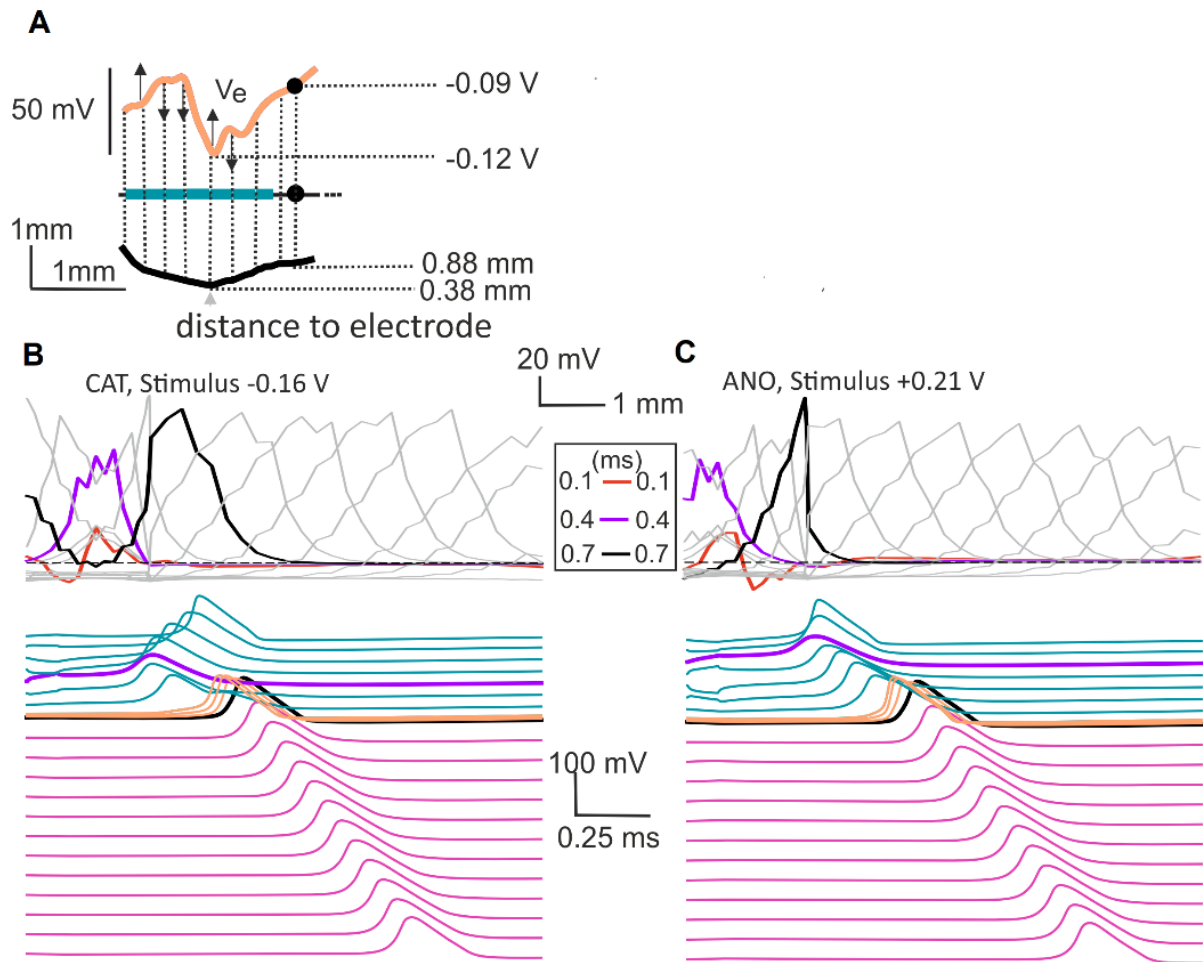 A
50 mV
Ve
-0.09 V
-0.12 V
1mm
1mm
0.88 mm
0.38 mm
distance to electrode
B
CAT, Stimulus -0.16 V
20 mV
1 mm
C
ANO, Stimulus +0.21 V
(ms)
0.1 0.1
0.4 0.4
0.7 0.7
100 mV
0.25 ms